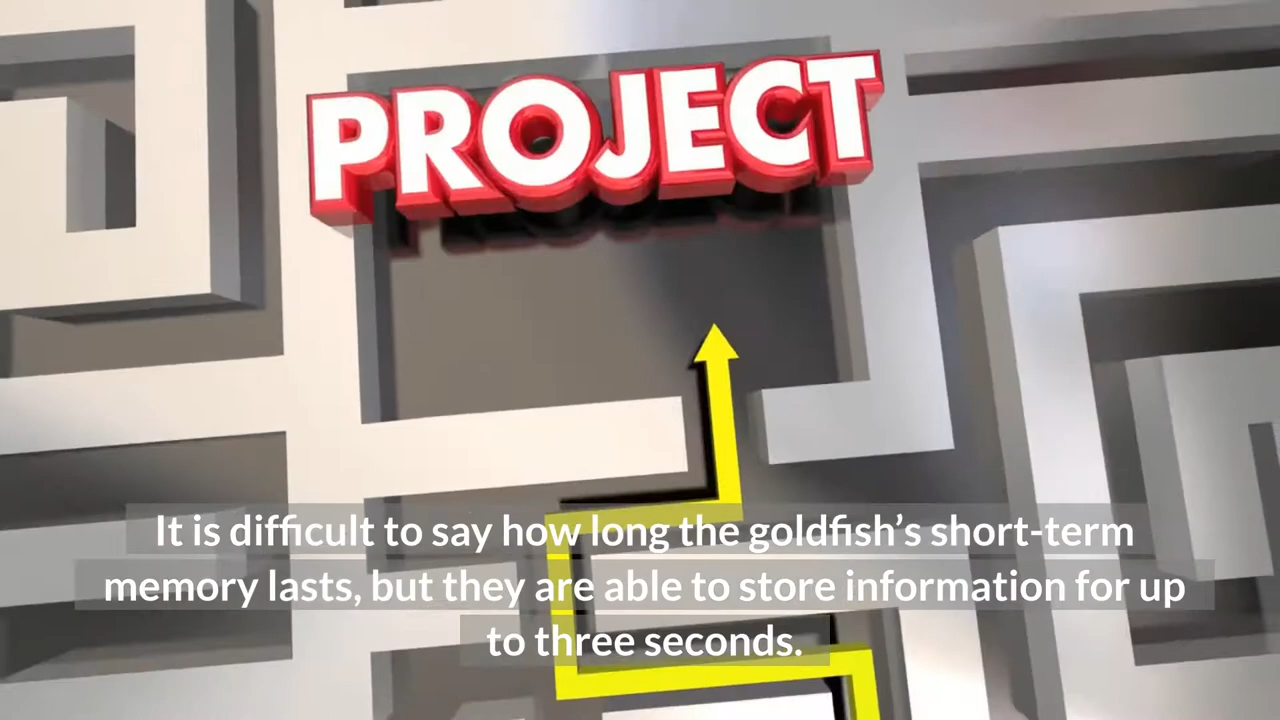 PROJECT
It is difficult to say how long the goldfish’s short-term
memory lasts, but they are able to store information for up
to three seconds.